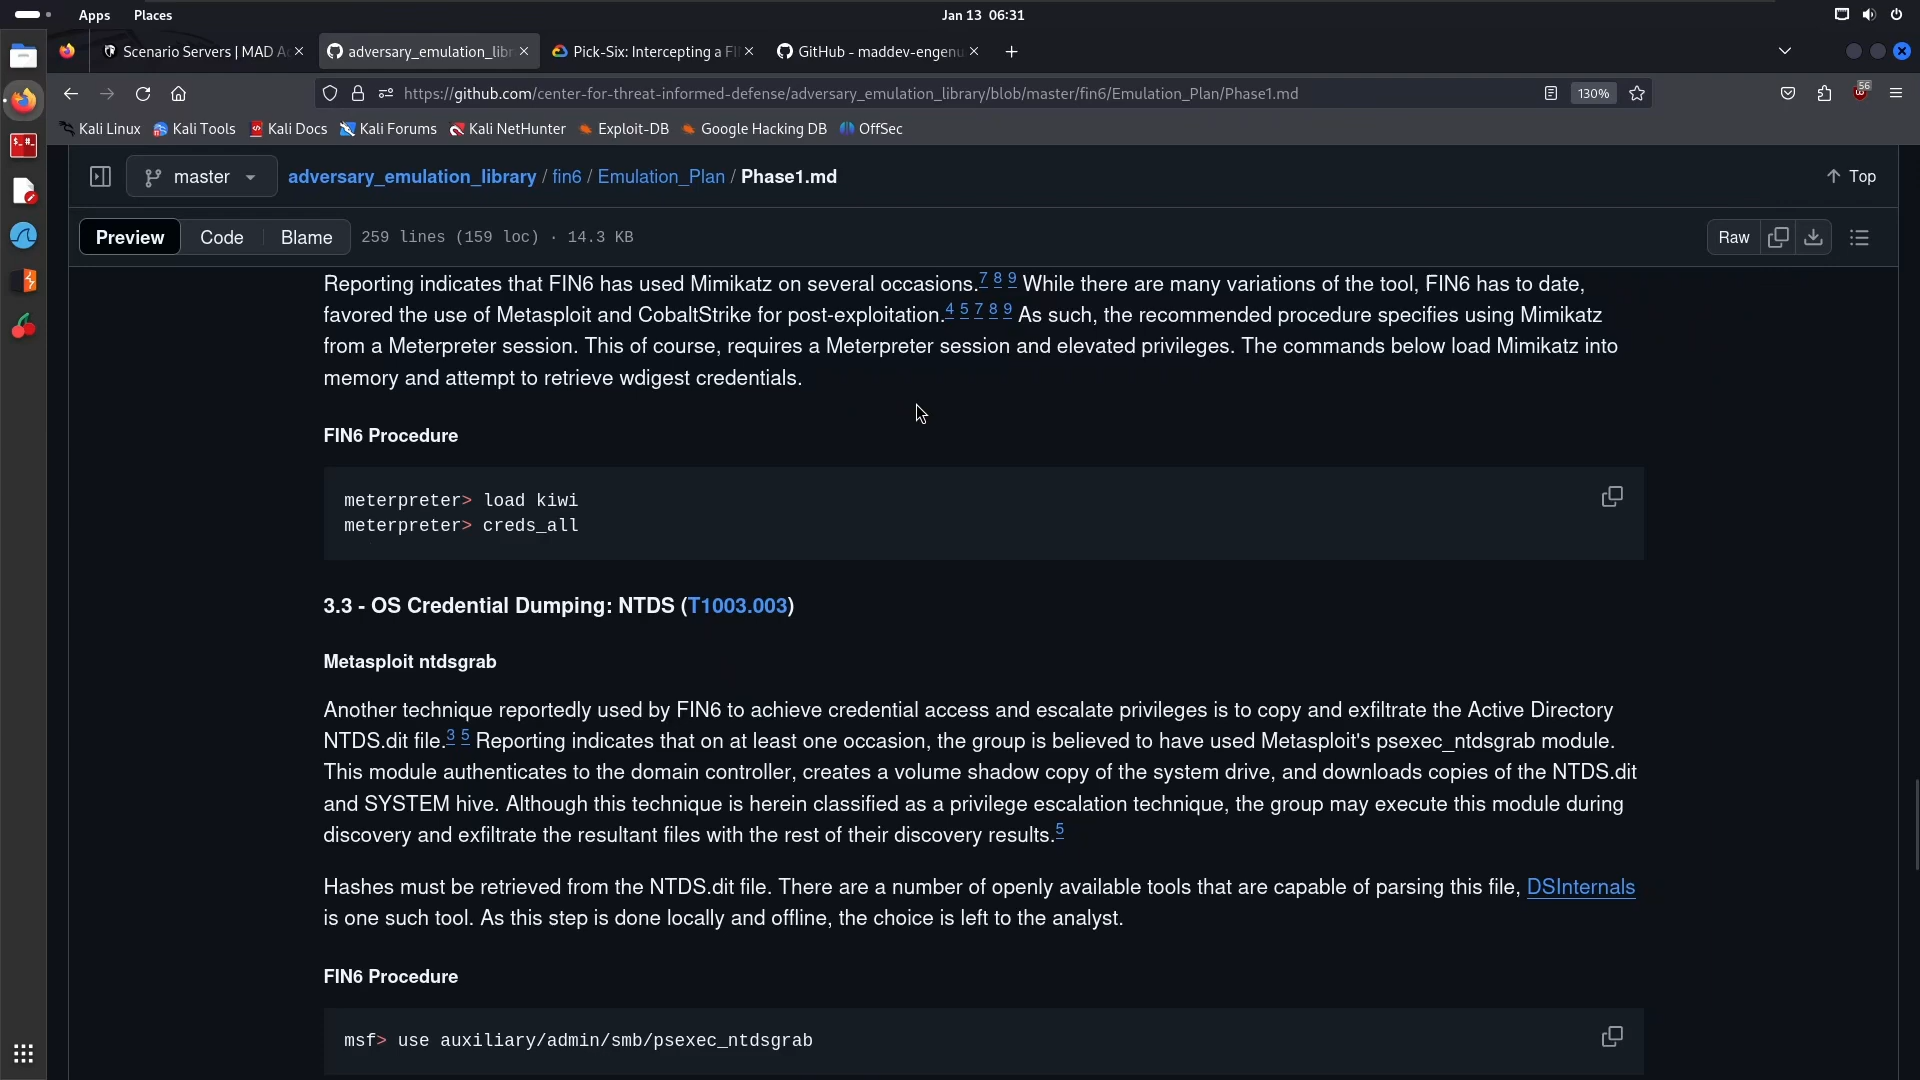 Apps Places Jan 13 06:31
Scenario Servers | MAD A adversary_emulation_libr Pick-Six: Intercepting a FI GitHub - maddev-engenu
https://github.com/center-for-threat-informed-defense/adversary_emulation_library/blob/master/fin6/Emulation_Plan/Phase1.md 130% 56
Kali Linux Kali Tools Kali Docs Kali Forums Kali NetHunter Exploit-DB Google Hacking DB OffSec
master adversary_emulation_library / fin6 / Emulation_Plan / Phase1.md Top
Preview Code Blame 259 lines (159 loc) · 14.3 KB Raw
Reporting indicates that FIN6 has used Mimikatz on several occasions.7 8 9 While there are many variations of the tool, FIN6 has to date,
favored the use of Metasploit and CobaltStrike for post-exploitation.4 5 7 8 9 As such, the recommended procedure specifies using Mimikatz
from a Meterpreter session. This of course, requires a Meterpreter session and elevated privileges. The commands below load Mimikatz into
memory and attempt to retrieve wdigest credentials.
FIN6 Procedure
meterpreter> load kiwi
meterpreter> creds_all
3.3 - OS Credential Dumping: NTDS (T1003.003)
Metasploit ntdsgrab
Another technique reportedly used by FIN6 to achieve credential access and escalate privileges is to copy and exfiltrate the Active Directory
NTDS.dit file.3 5 Reporting indicates that on at least one occasion, the group is believed to have used Metasploit's psexec_ntdsgrab module.
This module authenticates to the domain controller, creates a volume shadow copy of the system drive, and downloads copies of the NTDS.dit
and SYSTEM hive. Although this technique is herein classified as a privilege escalation technique, the group may execute this module during
discovery and exfiltrate the resultant files with the rest of their discovery results.5
Hashes must be retrieved from the NTDS.dit file. There are a number of openly available tools that are capable of parsing this file, DSInternals
is one such tool. As this step is done locally and offline, the choice is left to the analyst.
FIN6 Procedure
msf> use auxiliary/admin/smb/psexec_ntdsgrab